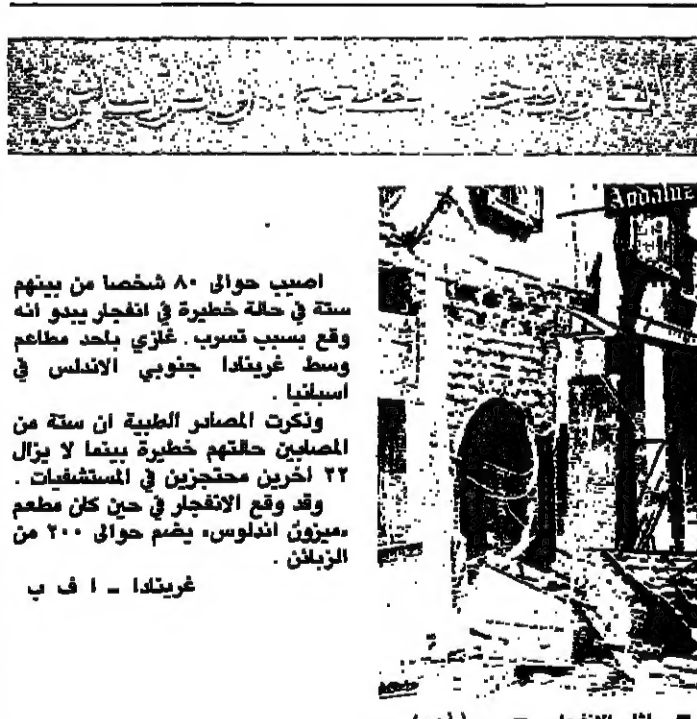 Andaluz
اصيب حوالى ٨٠ شخصا من بينهم
ستة في حالة خطيرة في انفجار يبدو انه
وقع بسبب تسرب . غازي باحد مطاعم
وسط غرينادا جنوبي الاندلس في
اسبانيا .
وذكرت المصادر الطبية ان ستة من
المصابين حالتهم خطيرة بينما لا يزال
٢٢ اخرين محتجزين في المستشفيات .
وقد وقع الانفجار في حين كان مطعم
«ميزون اندلوس» يضم حوالى ٢٠٠ من
الزبائن .
غرينادا - ا ف ب
الانفجار